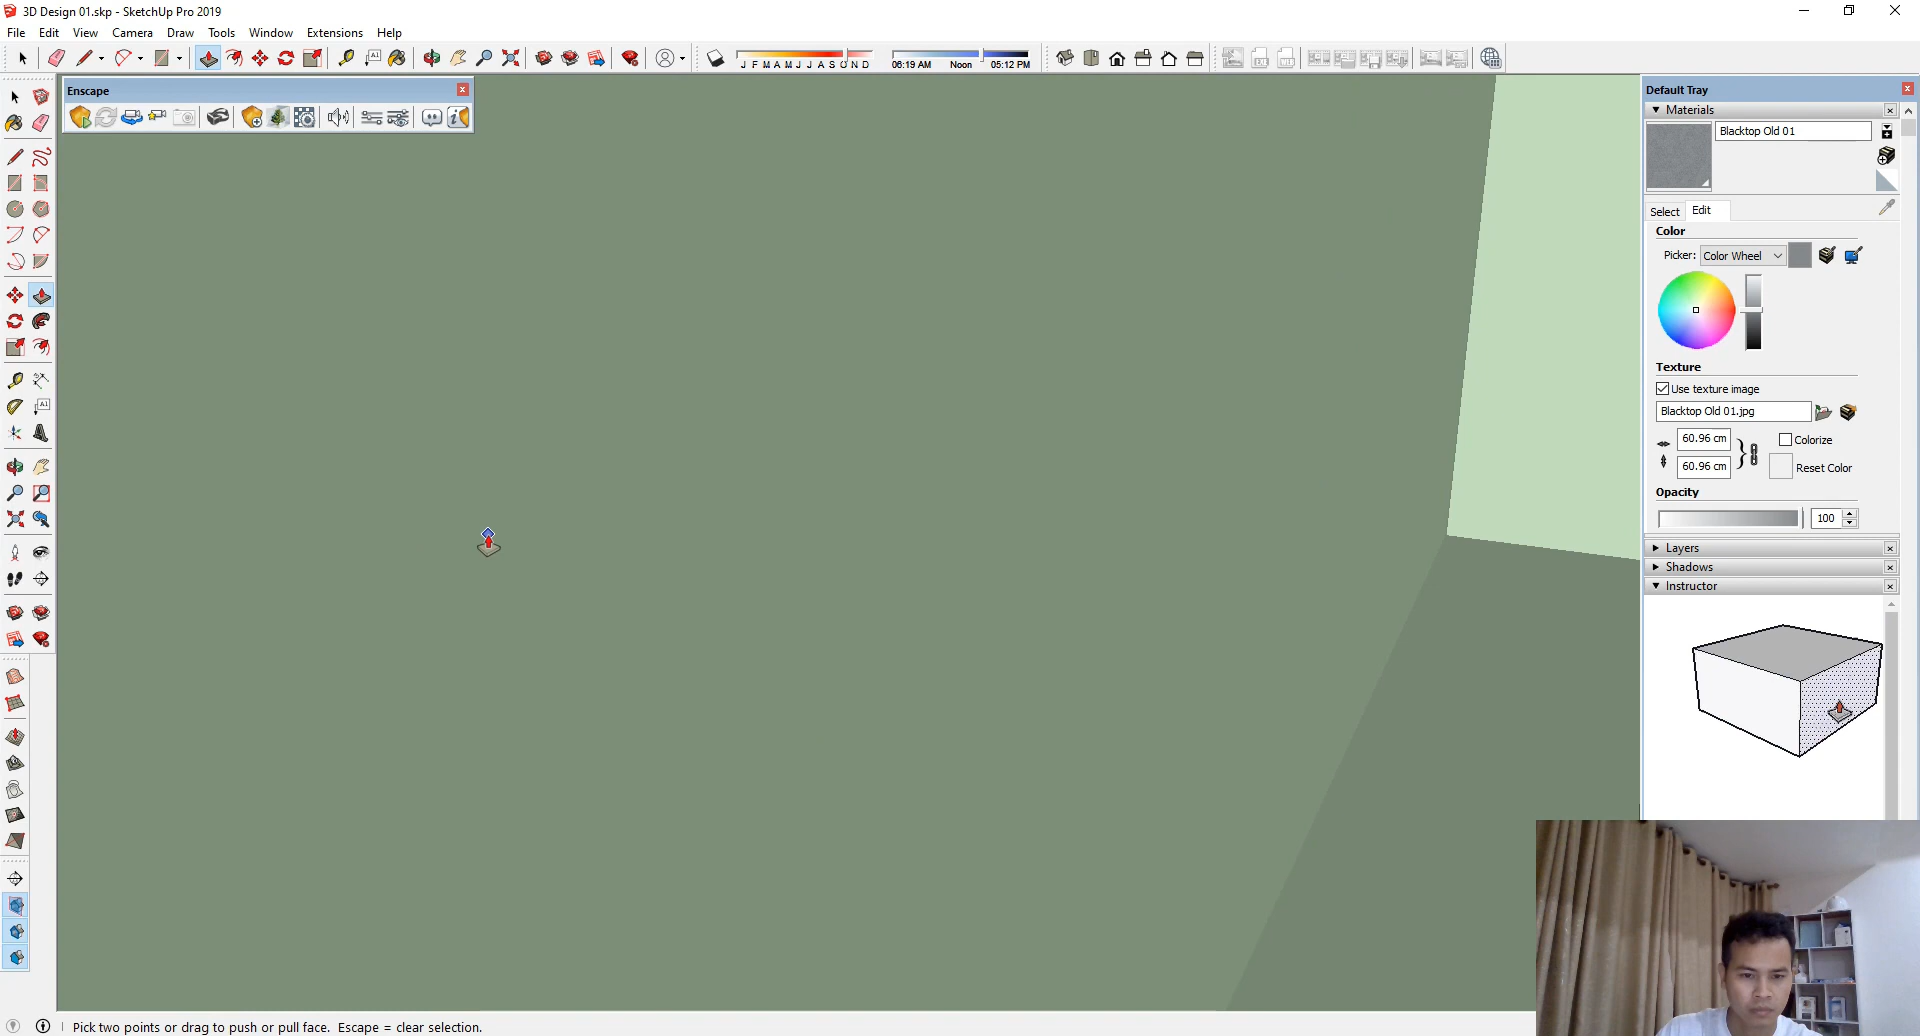 3D Design 01.skp - SketchUp Pro 2019
File Edit View Camera Draw Tools Window Extensions Help
J F M A M J J A S O N D
06:19 AM Noon 05:12 PM
Enscape
Default Tray
Materials
Blacktop Old 01
Select Edit
Color
Picker: Color Wheel
Texture
Use texture image
Blacktop Old 01.jpg
60.96 cm
Colorize
60.96 cm
Reset Color
Opacity
100
Layers
Shadows
Instructor
Pick two points or drag to push or pull face. Escape = clear selection.